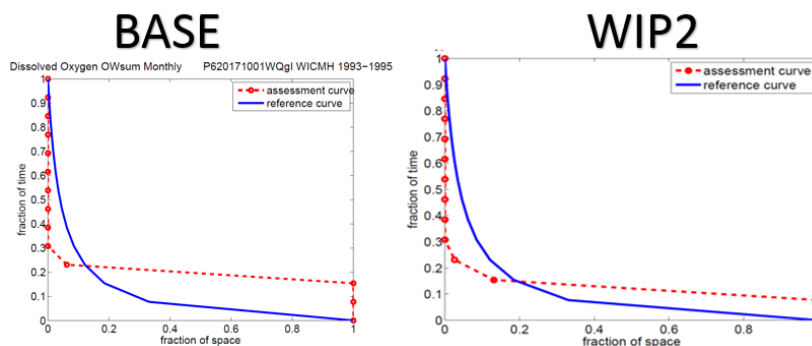 BASE
WIP2
Dissolved Oxygen OWsum Monthly P620171001WQgI WICMH 1993-1995
assessment curve
reference curve
fraction of time
1
0.9
0.8
0.7
0.6
0.5
0.4
0.3
0.2
0.1
0
0 0.2 0.4 0.6 0.8 1
fraction of space
assessment curve
reference curve
fraction of time
1
0.9
0.8
0.7
0.6
0.5
0.4
0.3
0.2
0.1
0
0 0.2 0.4 0.6 0.8
fraction of space